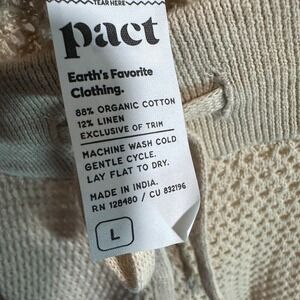 TEAR HERE
pact
Earth's Favorite
Clothing.
88% ORGANIC COTTON
12% LINEN
EXCLUSIVE OF TRIM
MACHINE WASH COLD
GENTLE CYCLE.
LAY FLAT TO DRY.
MADE IN INDIA.
RN 128480 / CU 832196
L